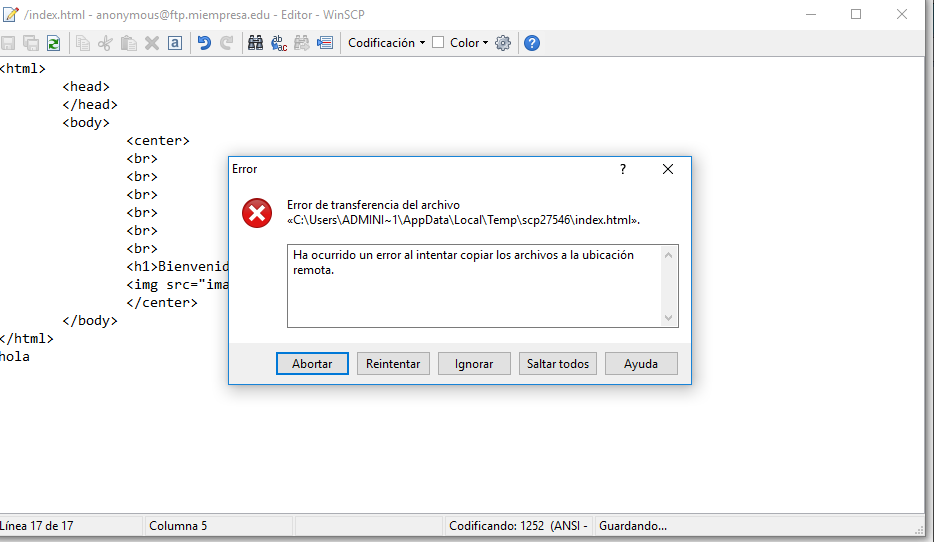 /index.html - anonymous@ftp.miempresa.edu - Editor - WinSCP
Codificación Color
<html>
<head>
</head>
<body>
<center>
<br>
<br>
<br>
<br>
<br>
<br>
<h1>Bienvenid
<img src="ima
</center>
</body>
</html>
hola
Error
Error de transferencia del archivo
«C:\Users\ADMINI~1\AppData\Local\Temp\scp27546\index.html».
Ha ocurrido un error al intentar copiar los archivos a la ubicación
remota.
Abortar Reintentar Ignorar Saltar todos Ayuda
Línea 17 de 17 Columna 5 Codificando: 1252 (ANSI - Guardando...